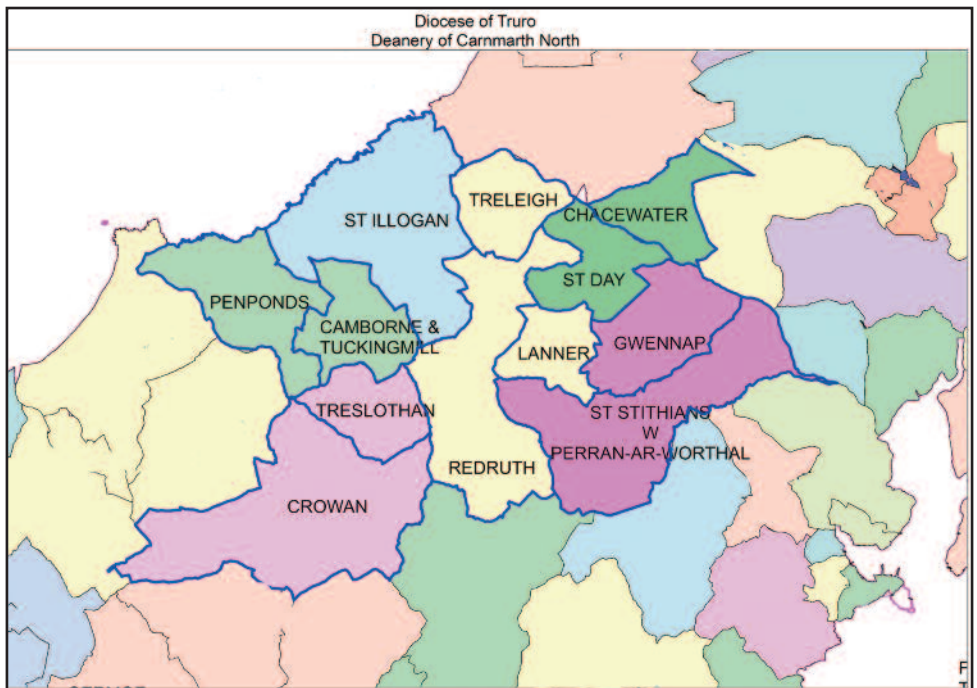 Diocese of Truro
Deanery of Carnmarth North
TRELEIGH
CHACEWATER
ST ILLOGAN
ST DAY
PENPONDS
CAMBORNE &
TUCKINGMILL
LANNER
GWENNAP
TRESLOTHAN
ST STITHIANS
W
PERRAN-AR-WORTHAL
REDRUTH
CROWAN